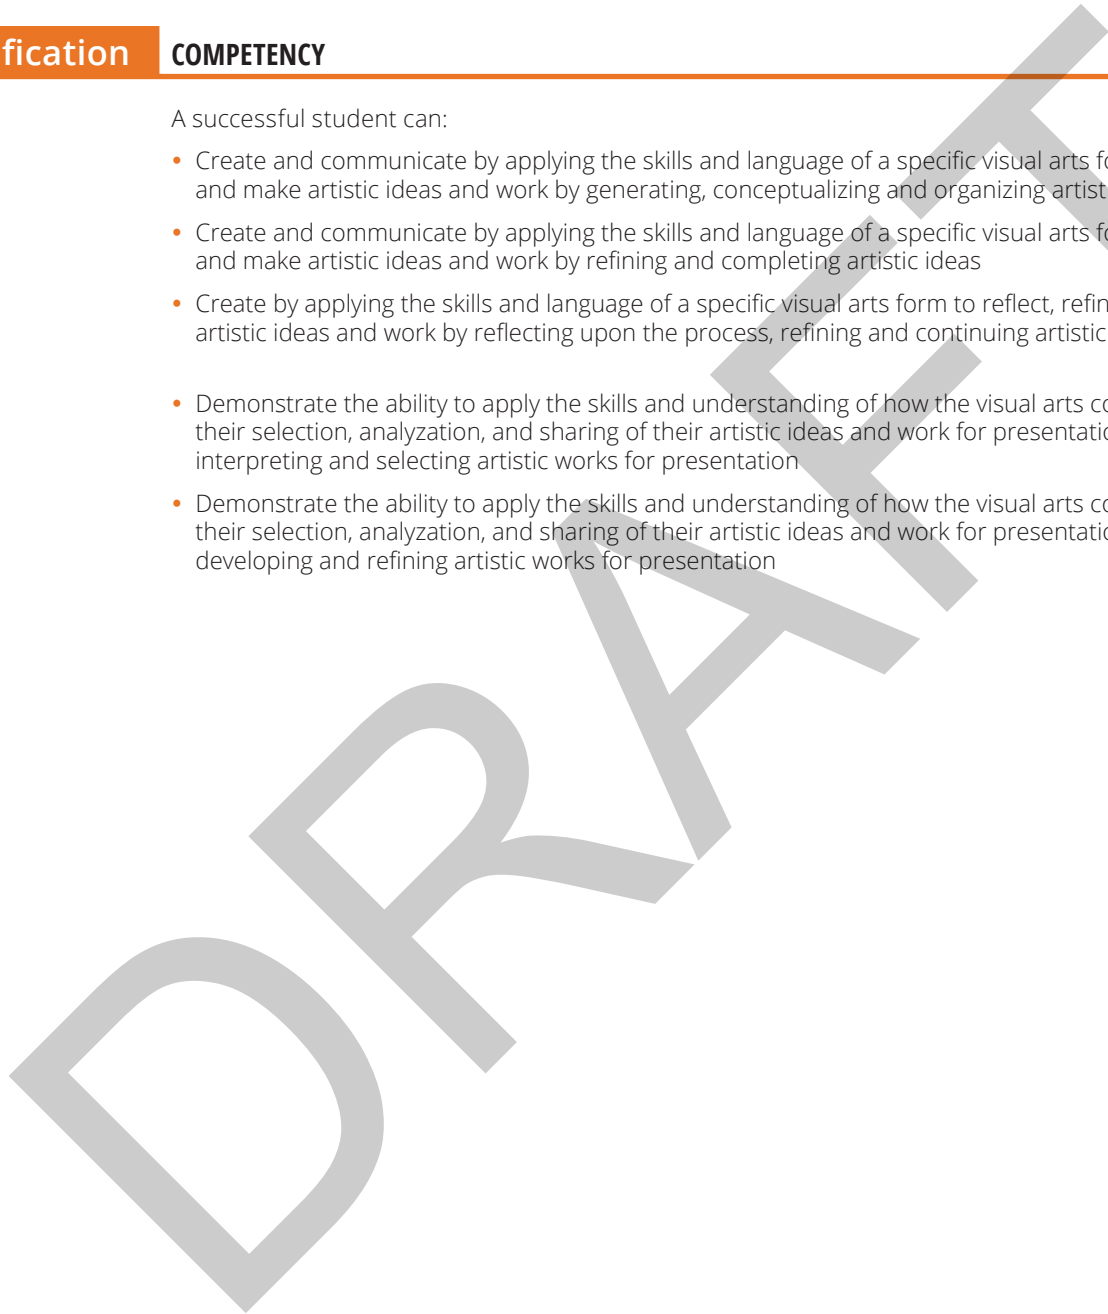 fication COMPETENCY
A successful student can:
• Create and communicate by applying the skills and language of a specific visual arts fo
and make artistic ideas and work by generating, conceptualizing and organizing artist
• Create and communicate by applying the skills and language of a specific visual arts fo
and make artistic ideas and work by refining and completing artistic ideas
• Create by applying the skills and language of a specific visual arts form to reflect, refin
artistic ideas and work by reflecting upon the process, refining and continuing artistic
• Demonstrate the ability to apply the skills and understanding of how the visual arts co
their selection, analyzation, and sharing of their artistic ideas and work for presentatio
interpreting and selecting artistic works for presentation
• Demonstrate the ability to apply the skills and understanding of how the visual arts co
their selection, analyzation, and sharing of their artistic ideas and work for presentatio
developing and refining artistic works for presentation
DRAFT